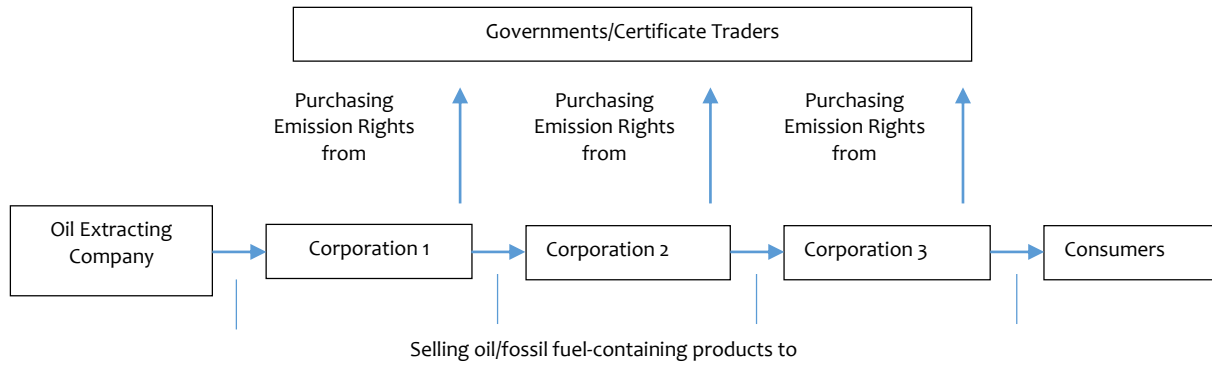 Governments/Certificate Traders
Purchasing
Emission Rights
from
Purchasing
Emission Rights
from
Purchasing
Emission Rights
from
Oil Extracting
Company
Corporation 1
Corporation 2
Corporation 3
Consumers
Selling oil/fossil fuel-containing products to